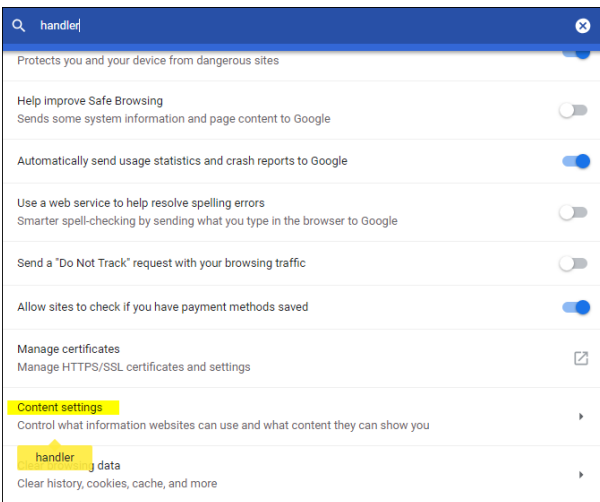 handler
Protects you and your device from dangerous sites
Help improve Safe Browsing
Sends some system information and page content to Google
Automatically send usage statistics and crash reports to Google
Use a web service to help resolve spelling errors
Smarter spell-checking by sending what you type in the browser to Google
Send a "Do Not Track" request with your browsing traffic
Allow sites to check if you have payment methods saved
Manage certificates
Manage HTTPS/SSL certificates and settings
Content settings
Control what information websites can use and what content they can show you
handler
Clear browsing data
Clear history, cookies, cache, and more